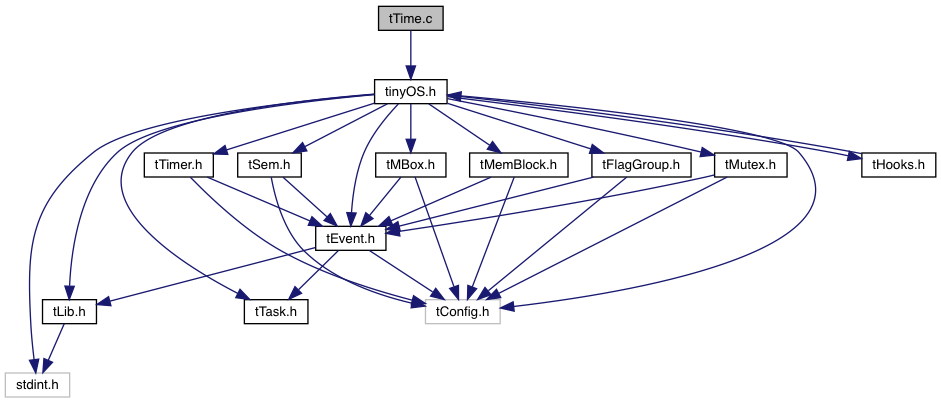 tTime.c
tinyOS.h
tTimer.h
tSem.h
tMBox.h
tMemBlock.h
tFlagGroup.h
tMutex.h
tHooks.h
tEvent.h
tLib.h
tTask.h
tConfig.h
stdint.h